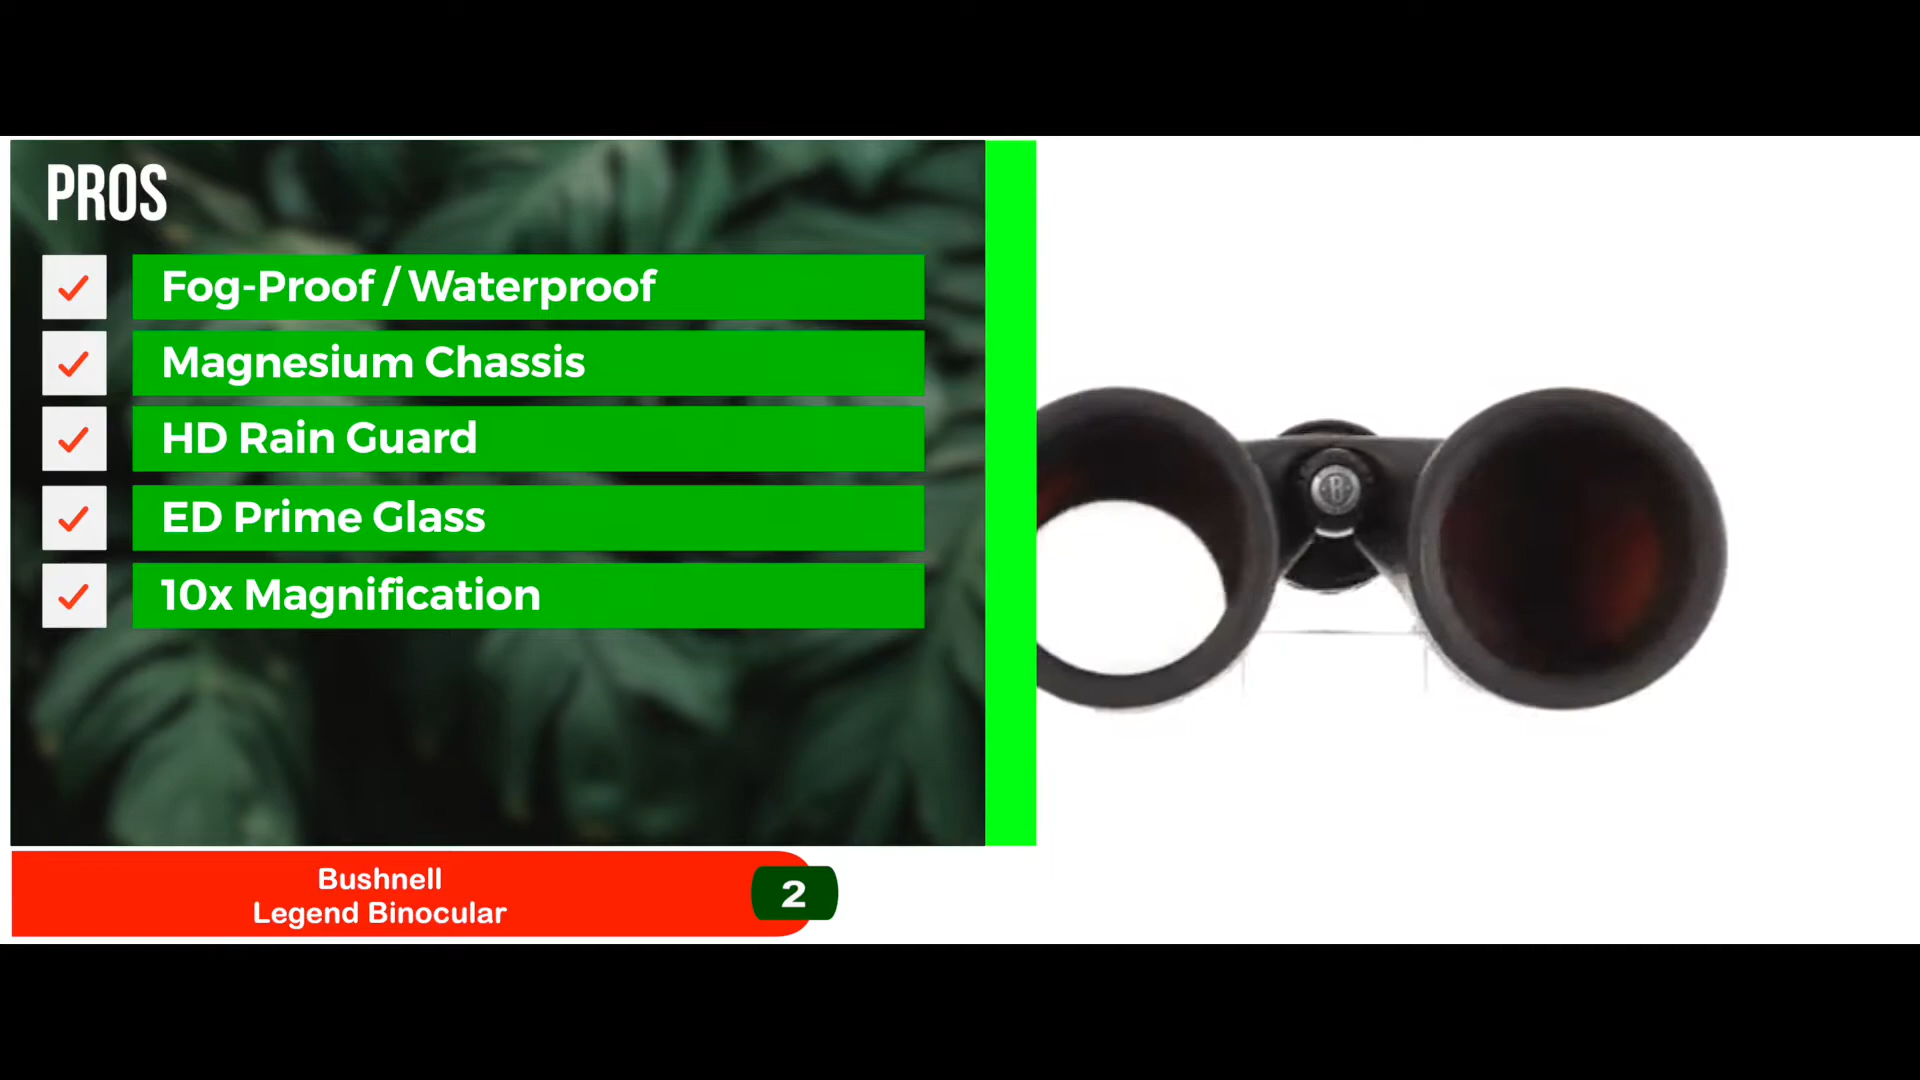 PROS
Fog-Proof / Waterproof
Magnesium Chassis
HD Rain Guard
ED Prime Glass
10x Magnification
B
Bushnell
Legend Binocular
2